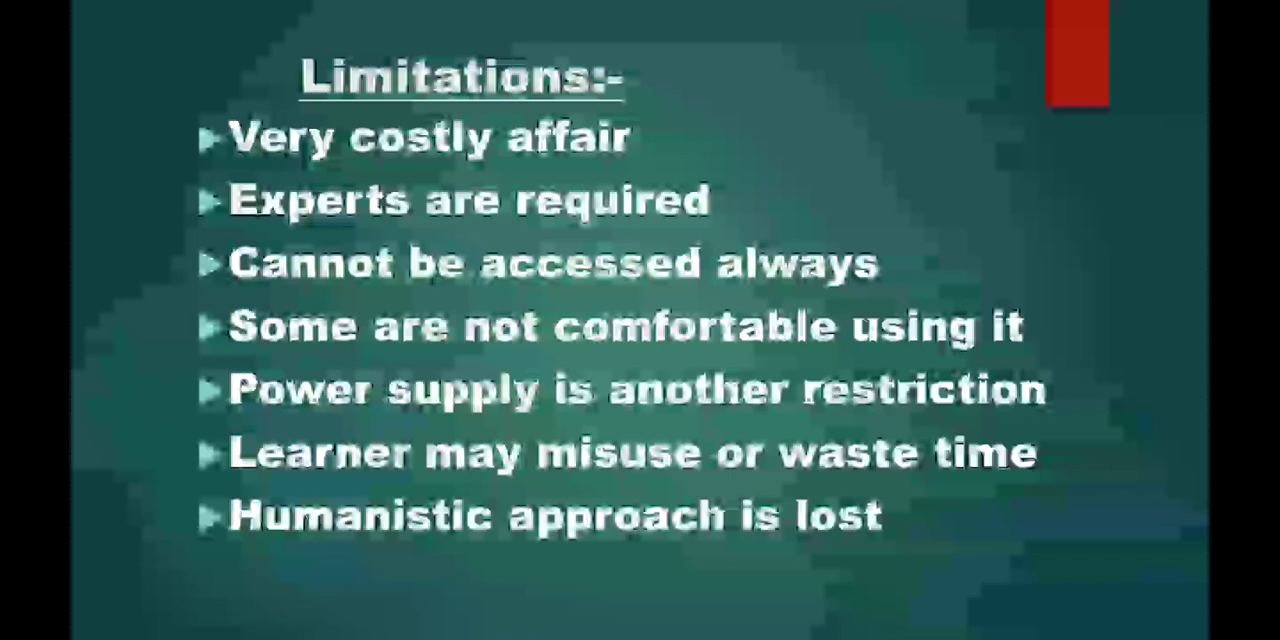 Limitations:-
Very costly affair
Experts are required
Cannot be accessed always
Some are not comfortable using it
Power supply is another restriction
Learner may misuse or waste time
Humanistic approach is lost